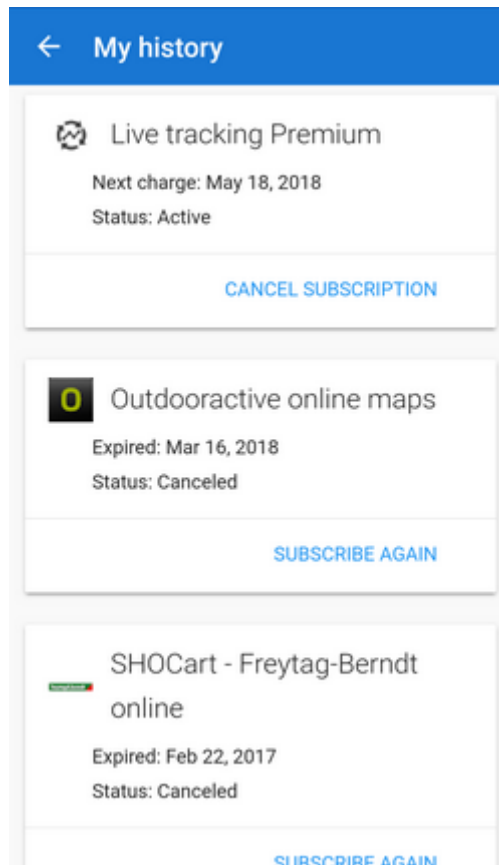 My history
Live tracking Premium
Next charge: May 18, 2018
Status: Active
CANCEL SUBSCRIPTION
O Outdooractive online maps
Expired: Mar 16, 2018
Status: Canceled
SUBSCRIBE AGAIN
SHOCart - Freytag-Berndt
online
Expired: Feb 22, 2017
Status: Canceled
SUBSCRIBE AGAIN